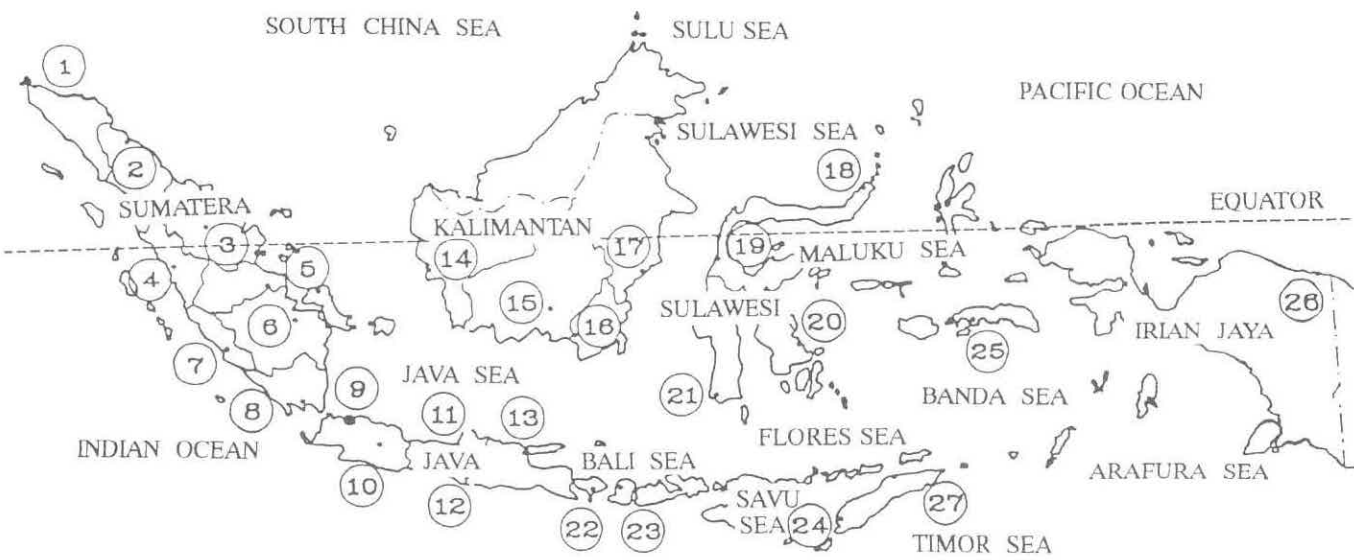 SOUTH CHINA SEA SULU SEA
1
PACIFIC OCEAN
SULAWESI SEA
2 18
SUMATERA EQUATOR
KALIMANTAN
3 14 17 19 MALUKU SEA
4 5
15 SULAWESI 26
6 16 20 IRIAN JAYA
7 25
JAVA SEA
8 9 21 BANDA SEA
11 13
INDIAN OCEAN FLORES SEA
JAVA BALI SEA ARAFURA SEA
10 12 SAVU
22 23 SEA 24 27
TIMOR SEA